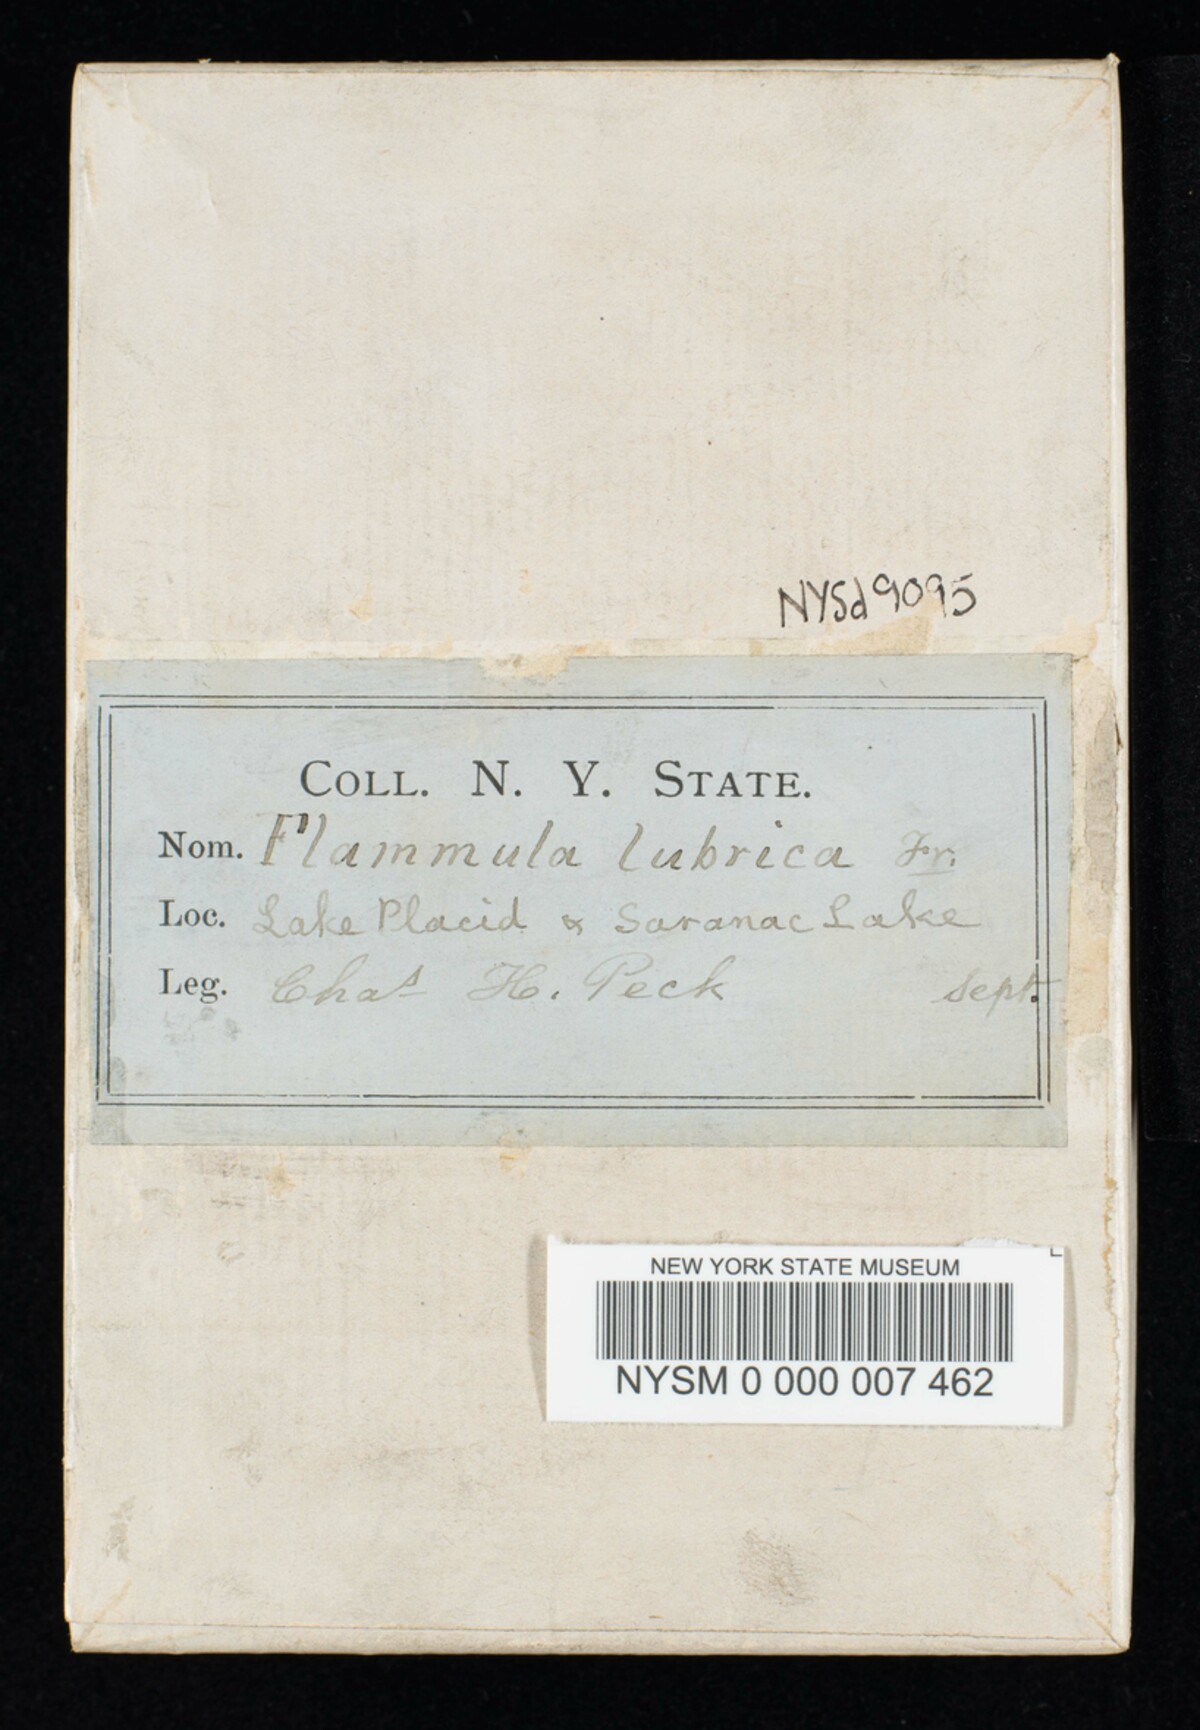 NYSd9095
COLL. N. Y. STATE.
Nom. Flammula lubrica Fr.
Loc. Lake Placid & Saranac Lake
Leg. Chas H. Peck Sept.
L
NEW YORK STATE MUSEUM
NYSM 0 000 007 462